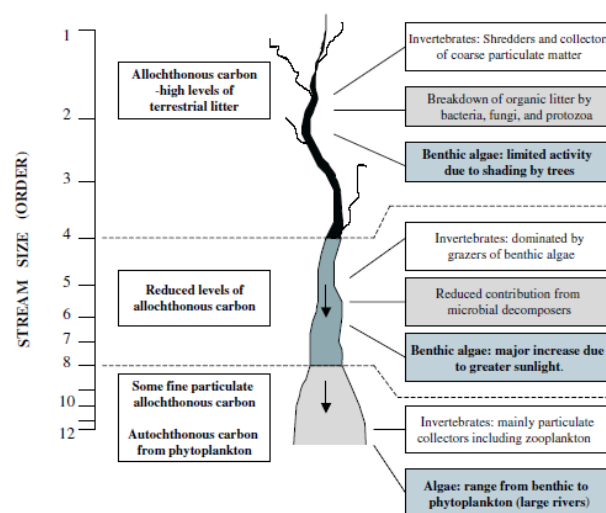 STREAM SIZE (ORDER)
1
2
3
4
5
6
7
8
10
12
Allochthonous carbon
-high levels of
terrestrial litter
Invertebrates: Shredders and collector
of coarse particulate matter
Breakdown of organic litter by
bacteria, fungi, and protozoa
Benthic algae: limited activity
due to shading by trees
Reduced levels of
allochthonous carbon
Invertebrates: dominated by
grazers of benthic algae
Reduced contribution from
microbial decomposers
Benthic algae: major increase due
to greater sunlight.
Some fine particulate
allochthonous carbon
Autochthonous carbon
from phytoplankton
Invertebrates: mainly particulate
collectors including zooplankton
Algae: range from benthic to
phytoplankton (large rivers)